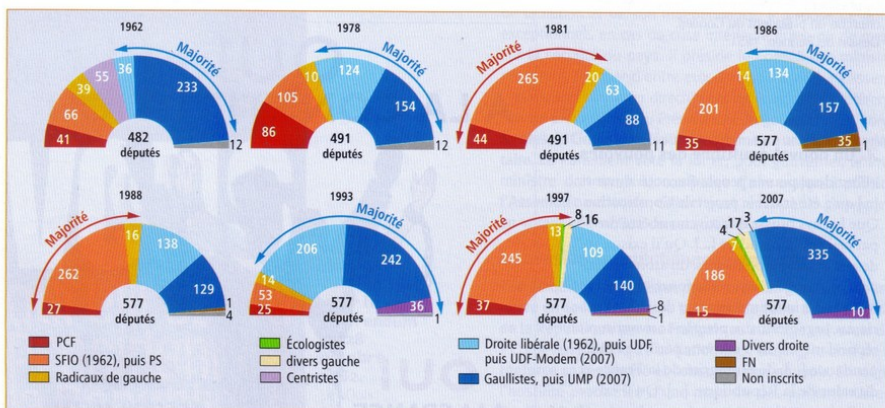 1962
Majorité
41
66
39
55
36
233
12
482
députés
1978
Majorité
86
105
10
124
154
12
491
députés
1981
Majorité
44
265
20
63
88
11
491
députés
1986
Majorité
35
201
14
134
157
35
1
577
députés
1988
Majorité
27
262
16
138
129
1
4
577
députés
1993
Majorité
25
53
14
206
242
36
1
577
députés
1997
Majorité
37
245
13
8
16
109
140
8
1
577
députés
2007
Majorité
15
186
7
4
17
3
335
10
577
députés
PCF
SFIO (1962), puis PS
Radicaux de gauche
Écologistes
divers gauche
Centristes
Droite libérale (1962), puis UDF,
puis UDF-Modem (2007)
Gaullistes, puis UMP (2007)
Divers droite
FN
Non inscrits